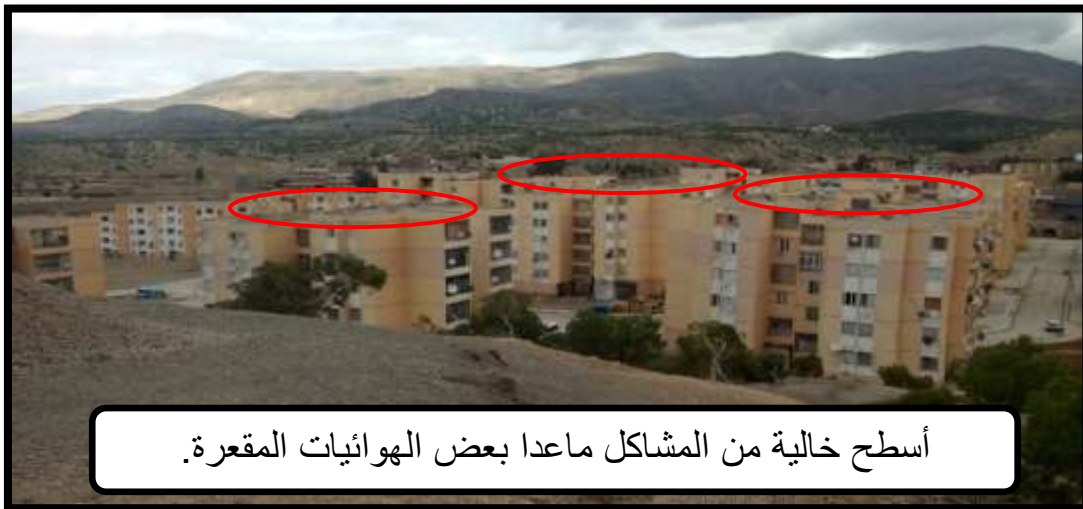 أسطح خالية من المشاكل ماعدا بعض الهوائيات المقعرة.